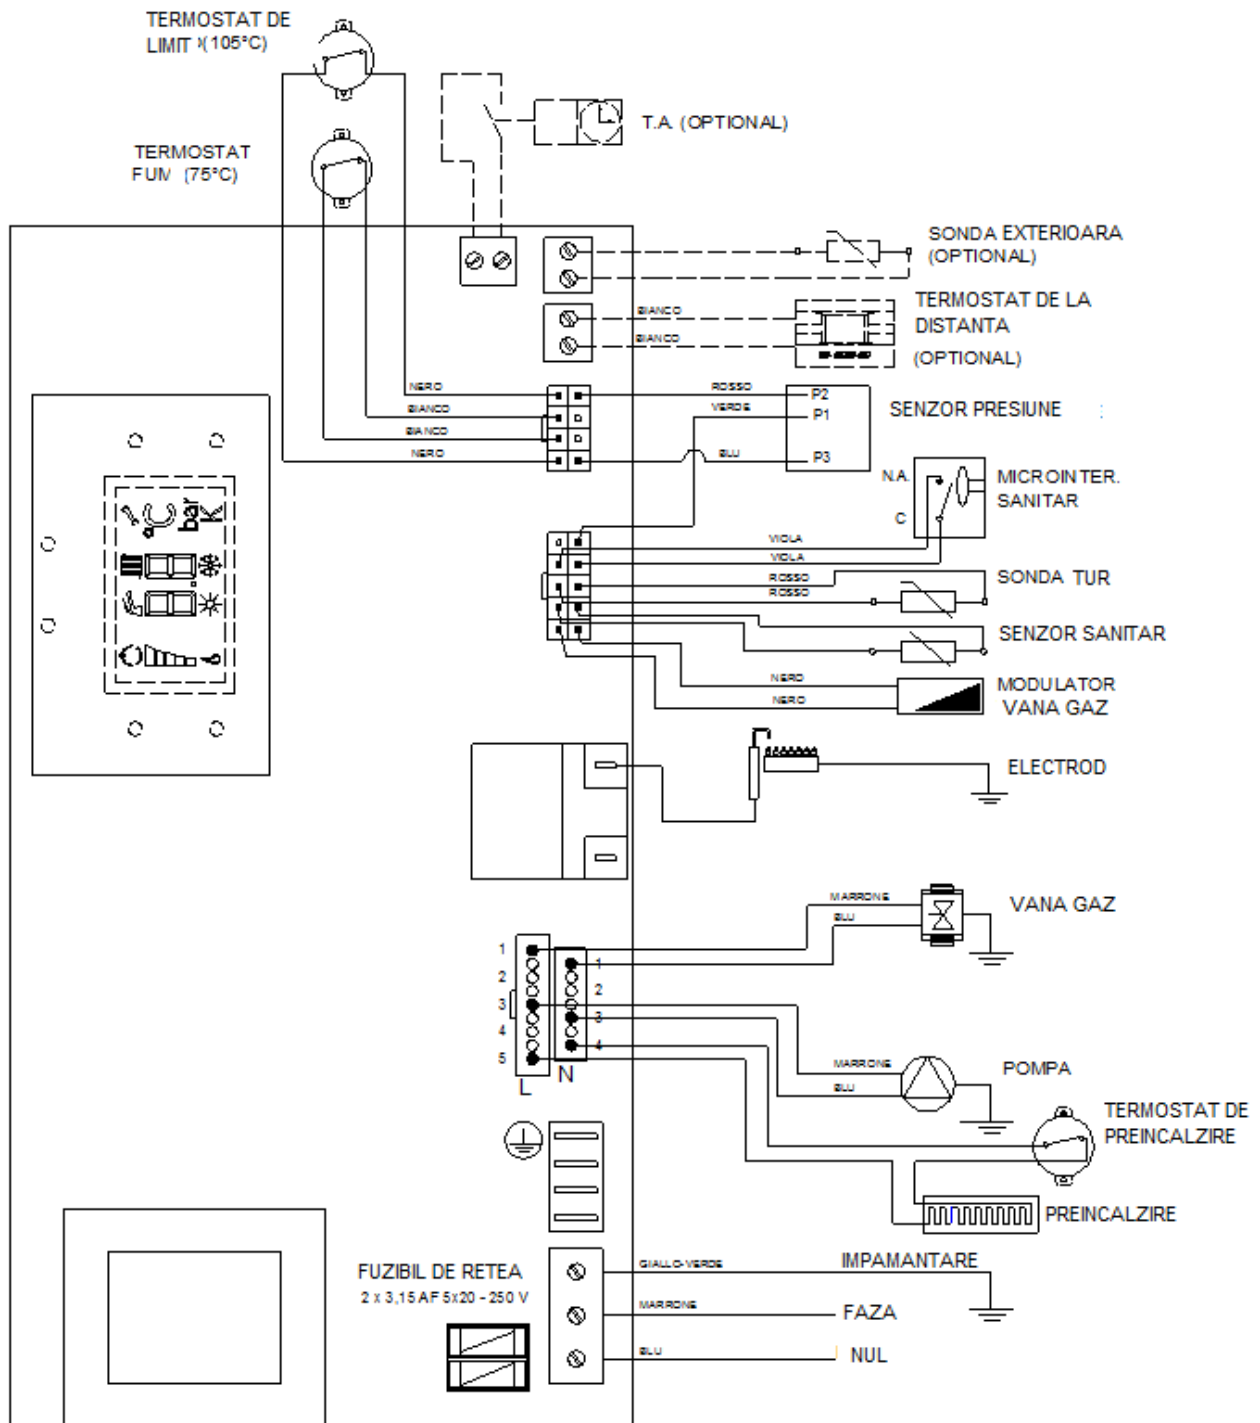 TERMOSTAT DE
LIMIT (105°C)
TERMOSTAT
FUM (75°C)
T.A. (OPTIONAL)
SONDA EXTERIOARA
(OPTIONAL)
BIANCO
BIANCO
TERMOSTAT DE LA
DISTANTA
(OPTIONAL)
NERO
BIANCO
BIANCO
NERO
ROSSO
VERDE
BLU
P2
P1
P3
SENZOR PRESIUNE
N.A.
C
MICROINTER.
SANITAR
VIOLA
VIOLA
ROSSO
ROSSO
SONDA TUR
SENZOR SANITAR
NERO
NERO
MODULATOR
VANA GAZ
°C
bar
K
ELECTROD
MARRONE
BLU
VANA GAZ
1
2
3
4
5
L
1
2
3
4
N
MARRONE
BLU
POMPA
TERMOSTAT DE
PREINCALZIRE
PREINCALZIRE
FUZIBIL DE RETEA
2 x 3,15 AF 5x20 - 250 V
GIALLO-VERDE
IMPAMANTARE
MARRONE
FAZA
BLU
NUL